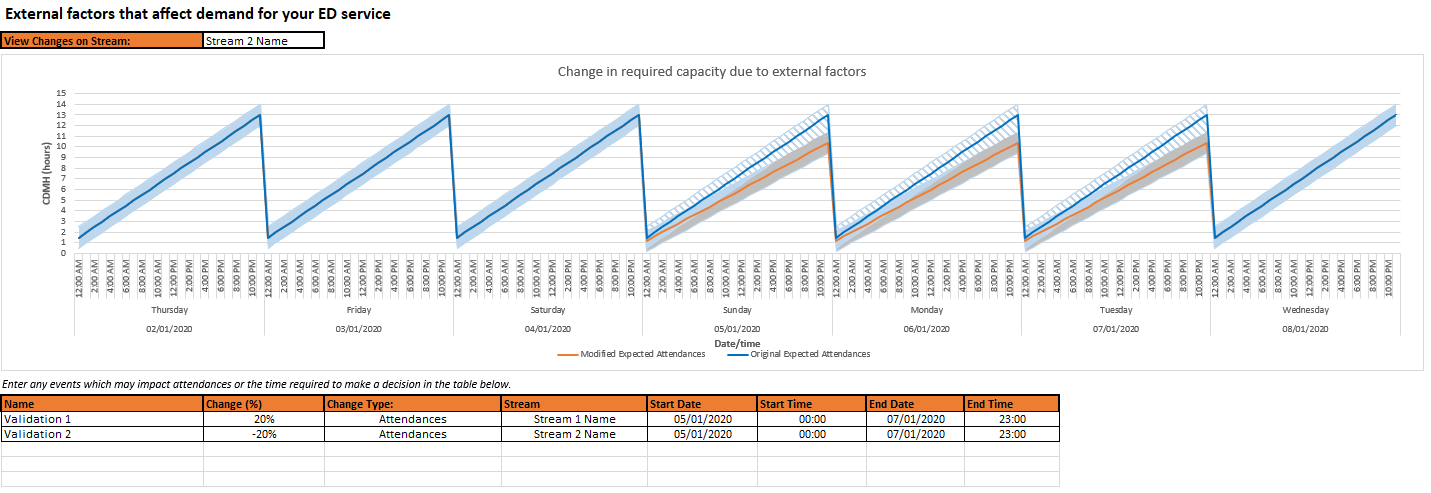 External factors that affect demand for your ED service
View Changes on Stream: Stream 2 Name
Change in required capacity due to external factors
15
14
13
12
11
10
9
8
7
6
5
4
3
2
1
0
CDMH (hours)
12:00 AM 2:00 AM 4:00 AM 6:00 AM 8:00 AM 10:00 AM 12:00 PM 2:00 PM 4:00 PM 6:00 PM 8:00 PM 10:00 PM 12:00 AM 2:00 AM 4:00 AM 6:00 AM 8:00 AM 10:00 AM 12:00 PM 2:00 PM 4:00 PM 6:00 PM 8:00 PM 10:00 PM 12:00 AM 2:00 AM 4:00 AM 6:00 AM 8:00 AM 10:00 AM 12:00 PM 2:00 PM 4:00 PM 6:00 PM 8:00 PM 10:00 PM 12:00 AM 2:00 AM 4:00 AM 6:00 AM 8:00 AM 10:00 AM 12:00 PM 2:00 PM 4:00 PM 6:00 PM 8:00 PM 10:00 PM 12:00 AM 2:00 AM 4:00 AM 6:00 AM 8:00 AM 10:00 AM 12:00 PM 2:00 PM 4:00 PM 6:00 PM 8:00 PM 10:00 PM 12:00 AM 2:00 AM 4:00 AM 6:00 AM 8:00 AM 10:00 AM 12:00 PM 2:00 PM 4:00 PM 6:00 PM 8:00 PM 10:00 PM 12:00 AM 2:00 AM 4:00 AM 6:00 AM 8:00 AM 10:00 AM 12:00 PM 2:00 PM 4:00 PM 6:00 PM 8:00 PM 10:00 PM
Thursday Friday Saturday Sunday Monday Tuesday Wednesday
02/01/2020 03/01/2020 04/01/2020 05/01/2020 06/01/2020 07/01/2020 08/01/2020
Date/time
Modified Expected Attendances Original Expected Attendances
Enter any events which may impact attendances or the time required to make a decision in the table below.
Name Change (%) Change Type: Stream Start Date Start Time End Date End Time
Validation 1 20% Attendances Stream 1 Name 05/01/2020 00:00 07/01/2020 23:00
Validation 2 -20% Attendances Stream 2 Name 05/01/2020 00:00 07/01/2020 23:00